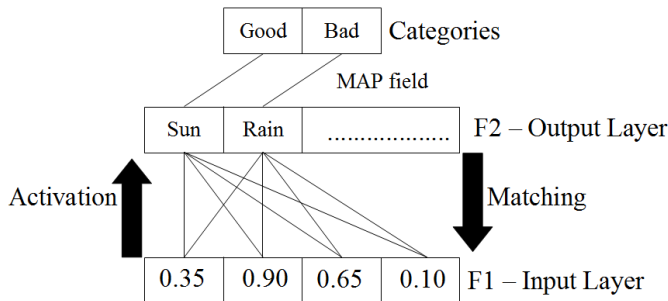 Good Bad Categories
MAP field
Sun Rain ................... F2 – Output Layer
Activation Matching
0.35 0.90 0.65 0.10 F1 – Input Layer